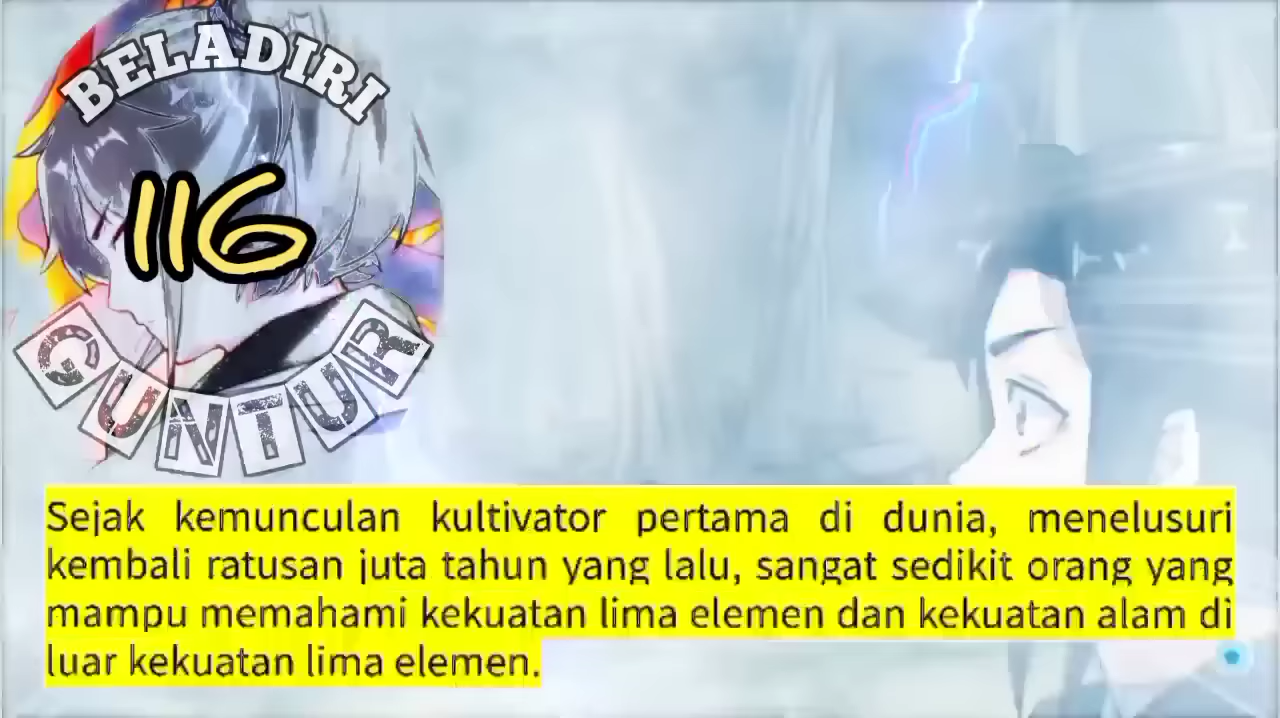 BELADIRI
116
GUNTUR
Sejak kemunculan kultivator pertama di dunia, menelusuri
kembali ratusan juta tahun yang lalu, sangat sedikit orang yang
mampu memahami kekuatan lima elemen dan kekuatan alam di
luar kekuatan lima elemen.